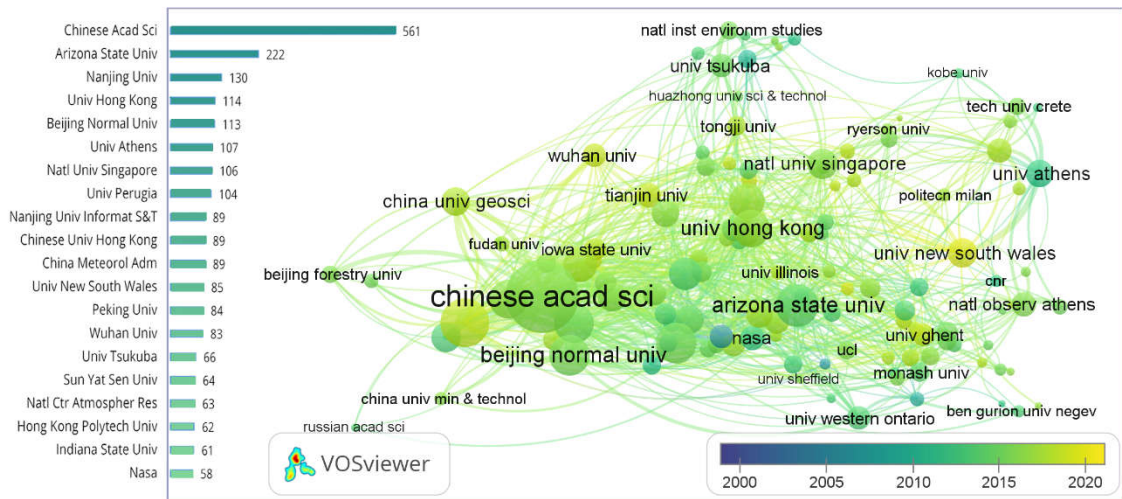 Chinese Acad Sci 561
Arizona State Univ 222
Nanjing Univ 130
Univ Hong Kong 114
Beijing Normal Univ 113
Univ Athens 107
Natl Univ Singapore 106
Univ Perugia 104
Nanjing Univ Informat S&T 89
Chinese Univ Hong Kong 89
China Meteorol Adm 89
Univ New South Wales 85
Peking Univ 84
Wuhan Univ 83
Univ Tsukuba 66
Sun Yat Sen Univ 64
Natl Ctr Atmospher Res 63
Hong Kong Polytech Univ 62
Indiana State Univ 61
Nasa 58
natl inst environm studies
univ tsukuba
kobe univ
huazhong univ sci & technol
tech univ crete
tongji univ
ryerson univ
wuhan univ
natl univ singapore
univ athens
tianjin univ
politecn milan
china univ geosci
univ hong kong
fudan univ
iowa state univ
univ new south wales
beijing forestry univ
univ illinois
cnr
chinese acad sci
arizona state univ
natl observ athens
nasa
univ ghent
beijing normal univ
ucl
monash univ
univ sheffield
china univ min & technol
univ western ontario
ben gurion univ negev
russian acad sci
VOSviewer
2000 2005 2010 2015 2020